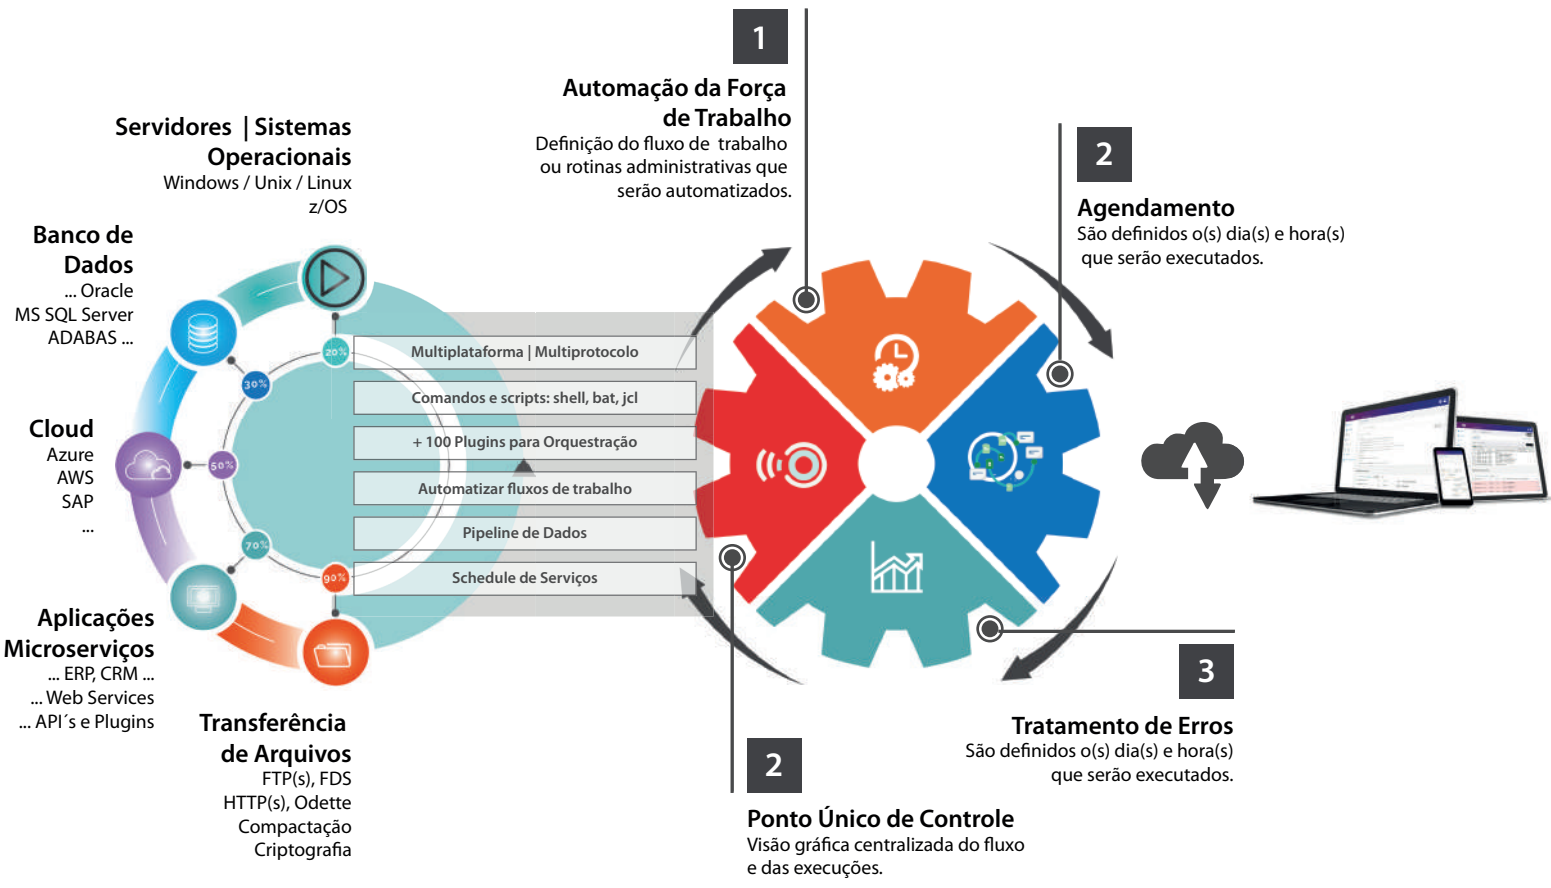 1
Automação da Força
de Trabalho
Definição do fluxo de trabalho
ou rotinas administrativas que
serão automatizados.
2
Agendamento
São definidos o(s) dia(s) e hora(s)
que serão executados.
Servidores | Sistemas
Operacionais
Windows / Unix / Linux
z/OS
Banco de
Dados
... Oracle
MS SQL Server
ADABAS ...
Cloud
Azure
AWS
SAP
...
Aplicações
Microserviços
... ERP, CRM ...
... Web Services
... API´s e Plugins
Transferência
de Arquivos
FTP(s), FDS
HTTP(s), Odette
Compactação
Criptografia
20%
30%
50%
70%
90%
Multiplataforma | Multiprotocolo
Comandos e scripts: shell, bat, jcl
+ 100 Plugins para Orquestração
Automatizar fluxos de trabalho
Pipeline de Dados
Schedule de Serviços
3
Tratamento de Erros
São definidos o(s) dia(s) e hora(s)
que serão executados.
2
Ponto Único de Controle
Visão gráfica centralizada do fluxo
e das execuções.